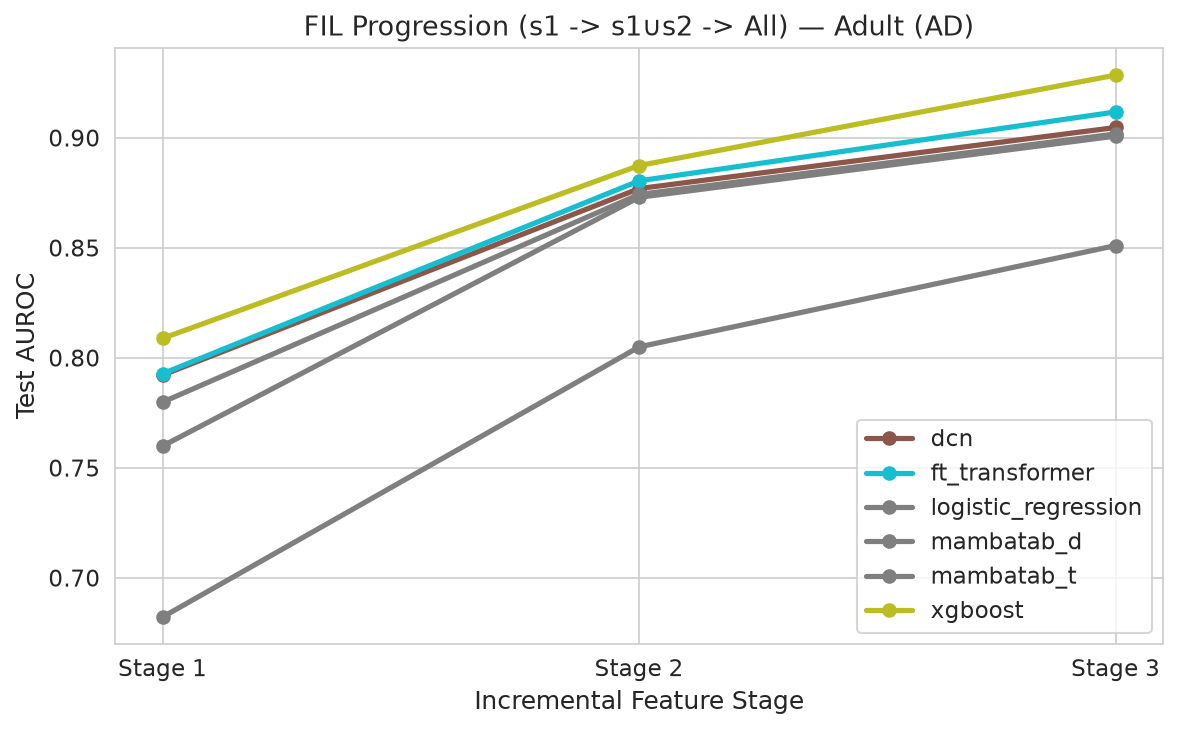 FIL Progression (s1 -> s1∪s2 -> All) — Adult (AD)
Test AUROC
0.90
0.85
0.80
0.75
0.70
dcn
ft_transformer
logistic_regression
mambatab_d
mambatab_t
xgboost
Stage 1
Stage 2
Stage 3
Incremental Feature Stage